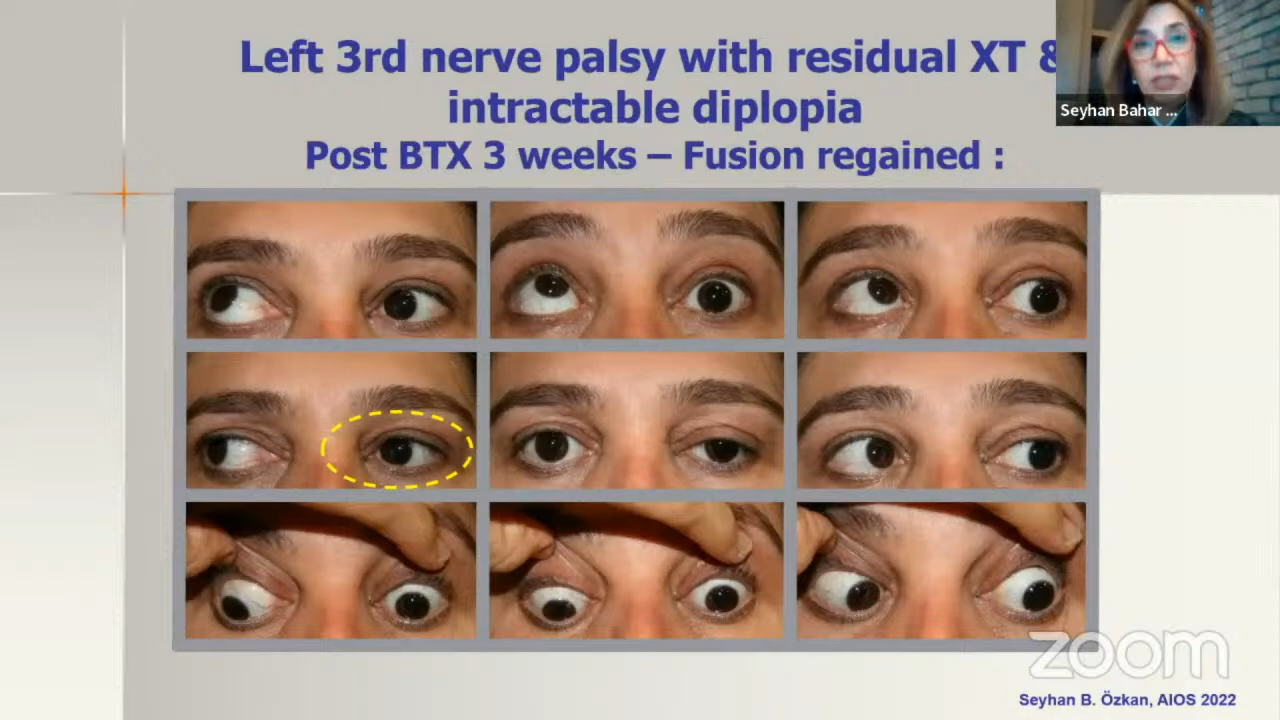 Left 3rd nerve palsy with residual XT &
intractable diplopia
Post BTX 3 weeks – Fusion regained :
Seyhan Bahar ...
zoom
Seyhan B. Özkan, AIOS 2022